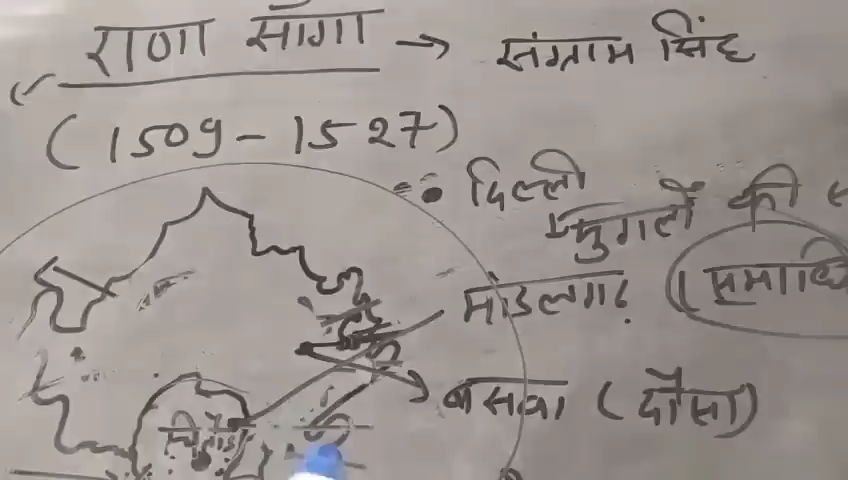 राणा साँगा → संग्राम सिंह
(1509 - 1527)
• दिल्ली
मुगलों की
मांडलगढ़ (समाधि
बसवा (दौसा)
चित्तौड़